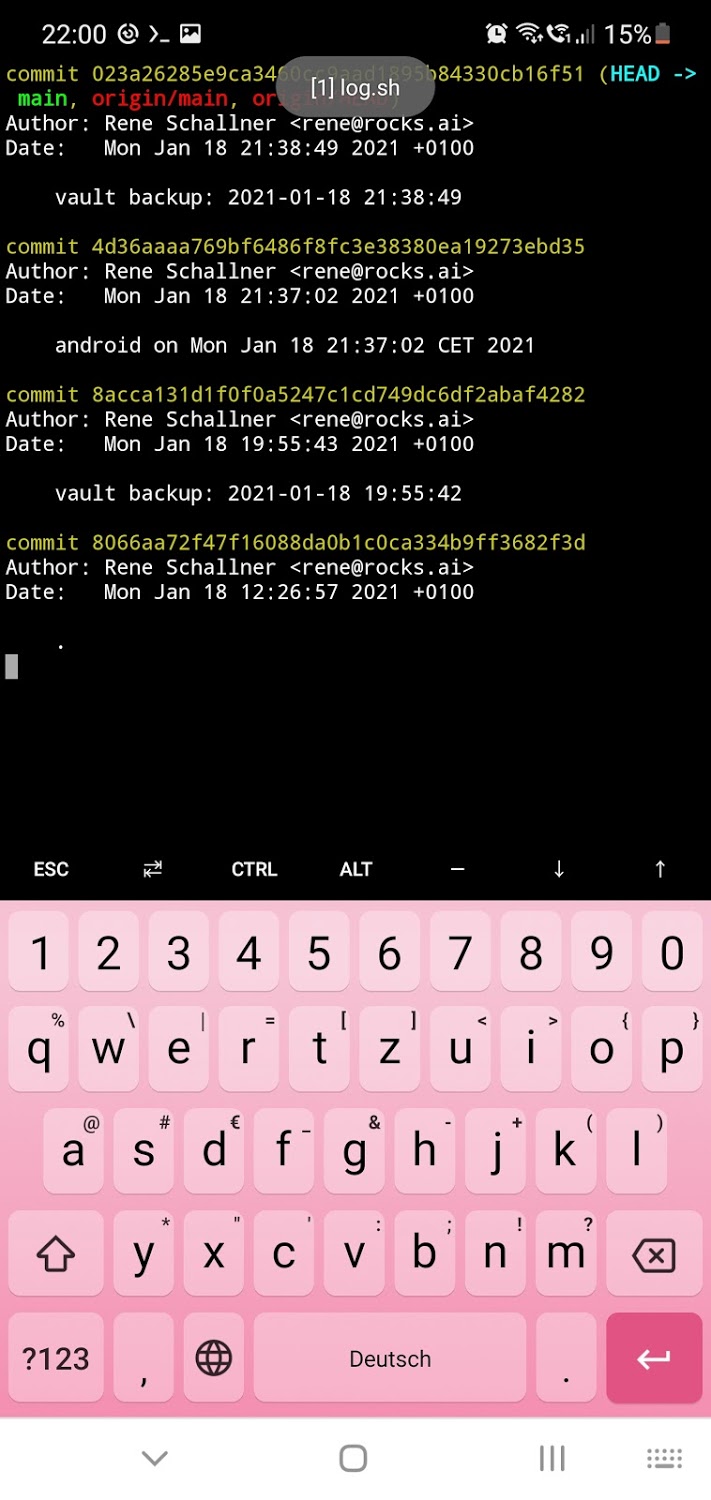 22:00 15%
commit 023a26285e9ca34 b84330cb16f51 (HEAD ->
[1] log.sh
main, origin/main,
Author: Rene Schallner <rene@rocks.ai>
Date:   Mon Jan 18 21:38:49 2021 +0100
vault backup: 2021-01-18 21:38:49
commit 4d36aaaa769bf6486f8fc3e38380ea19273ebd35
Author: Rene Schallner <rene@rocks.ai>
Date:   Mon Jan 18 21:37:02 2021 +0100
android on Mon Jan 18 21:37:02 CET 2021
commit 8acca131d1f0f0a5247c1cd749dc6df2abaf4282
Author: Rene Schallner <rene@rocks.ai>
Date:   Mon Jan 18 19:55:43 2021 +0100
vault backup: 2021-01-18 19:55:42
commit 8066aa72f47f16088da0b1c0ca334b9ff3682f3d
Author: Rene Schallner <rene@rocks.ai>
Date:   Mon Jan 18 12:26:57 2021 +0100
.
ESC ⇄ CTRL ALT — ↓ ↑
1 2 3 4 5 6 7 8 9 0
% \ | = [ ] < > { }
q w e r t z u i o p
@ # € _ & - + ( )
a s d f g h j k l
* " ' : ; ! ?
y x c v b n m
?123 , Deutsch .